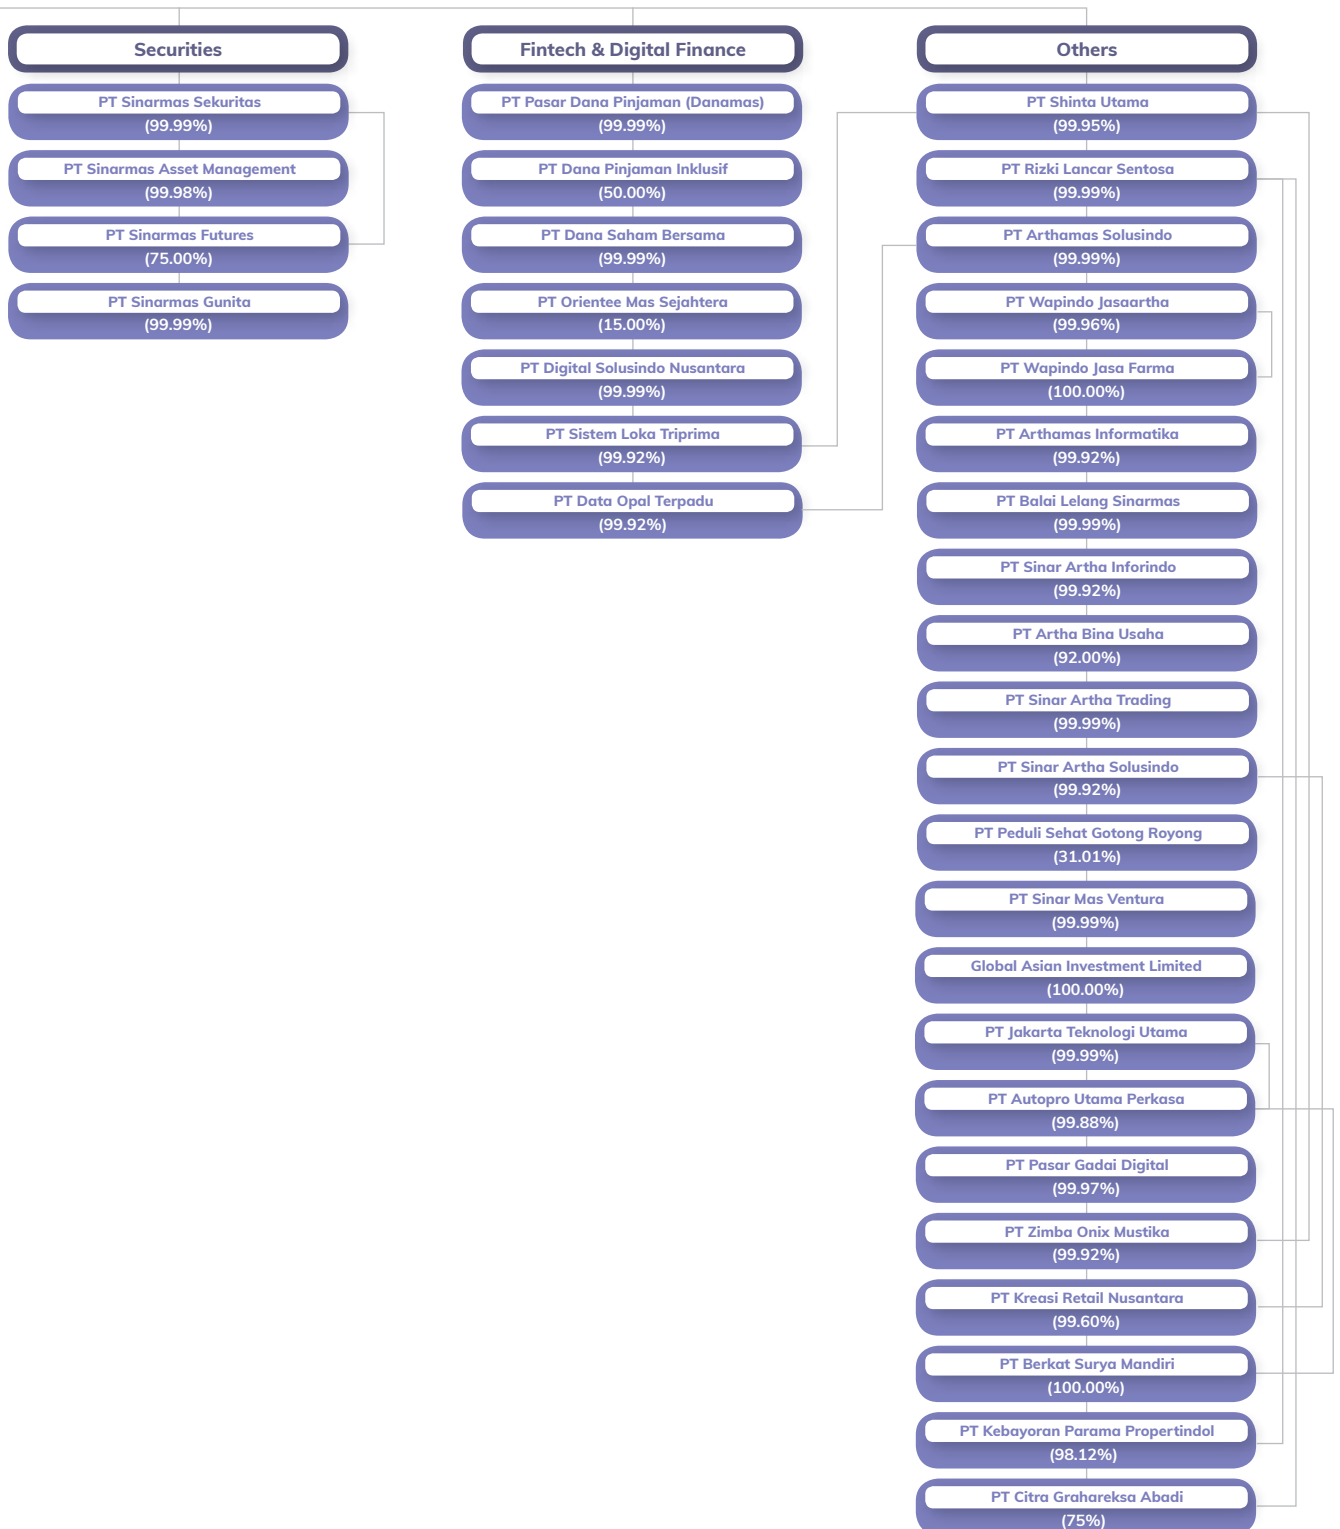 Securities
PT Sinarmas Sekuritas
(99.99%)
PT Sinarmas Asset Management
(99.98%)
PT Sinarmas Futures
(75.00%)
PT Sinarmas Gunita
(99.99%)
Fintech & Digital Finance
PT Pasar Dana Pinjaman (Danamas)
(99.99%)
PT Dana Pinjaman Inklusif
(50.00%)
PT Dana Saham Bersama
(99.99%)
PT Orientee Mas Sejahtera
(15.00%)
PT Digital Solusindo Nusantara
(99.99%)
PT Sistem Loka Triprima
(99.92%)
PT Data Opal Terpadu
(99.92%)
Others
PT Shinta Utama
(99.95%)
PT Rizki Lancar Sentosa
(99.99%)
PT Arthamas Solusindo
(99.99%)
PT Wapindo Jasaartha
(99.96%)
PT Wapindo Jasa Farma
(100.00%)
PT Arthamas Informatika
(99.92%)
PT Balai Lelang Sinarmas
(99.99%)
PT Sinar Artha Inforindo
(99.92%)
PT Artha Bina Usaha
(92.00%)
PT Sinar Artha Trading
(99.99%)
PT Sinar Artha Solusindo
(99.92%)
PT Peduli Sehat Gotong Royong
(31.01%)
PT Sinar Mas Ventura
(99.99%)
Global Asian Investment Limited
(100.00%)
PT Jakarta Teknologi Utama
(99.99%)
PT Autopro Utama Perkasa
(99.88%)
PT Pasar Gadai Digital
(99.97%)
PT Zimba Onix Mustika
(99.92%)
PT Kreasi Retail Nusantara
(99.60%)
PT Berkat Surya Mandiri
(100.00%)
PT Kebayoran Parama Propertindol
(98.12%)
PT Citra Grahareksa Abadi
(75%)